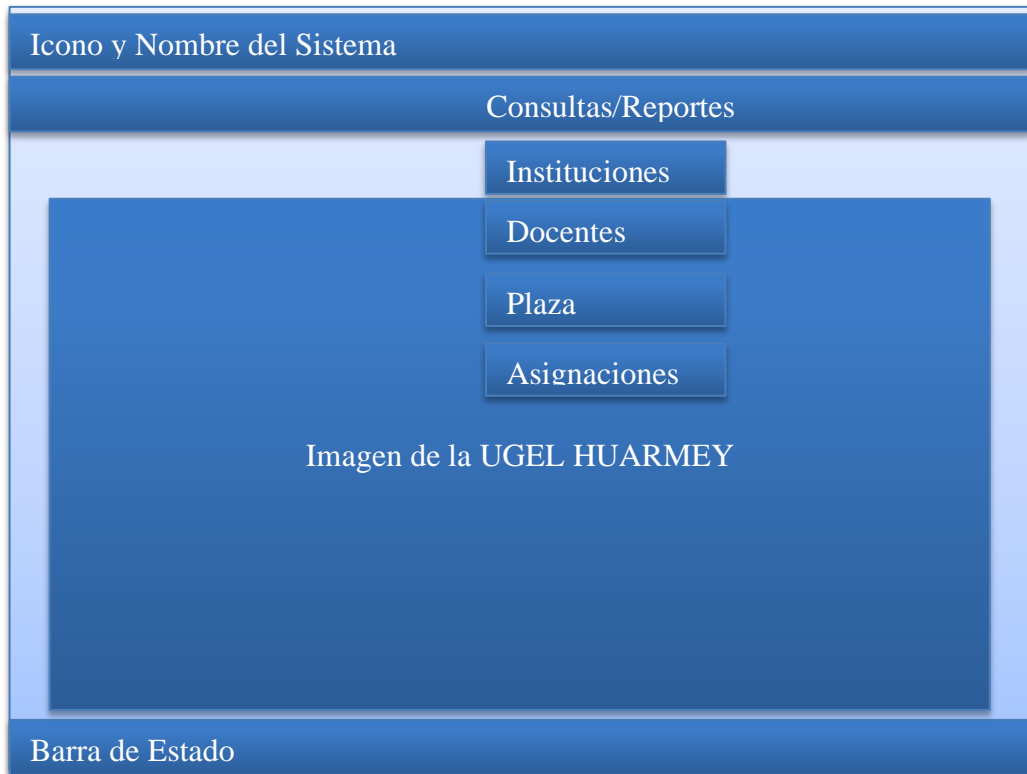 Icono y Nombre del Sistema
Consultas/Reportes
Instituciones
Docentes
Plaza
Asignaciones
Imagen de la UGEL HUARMEY
Barra de Estado